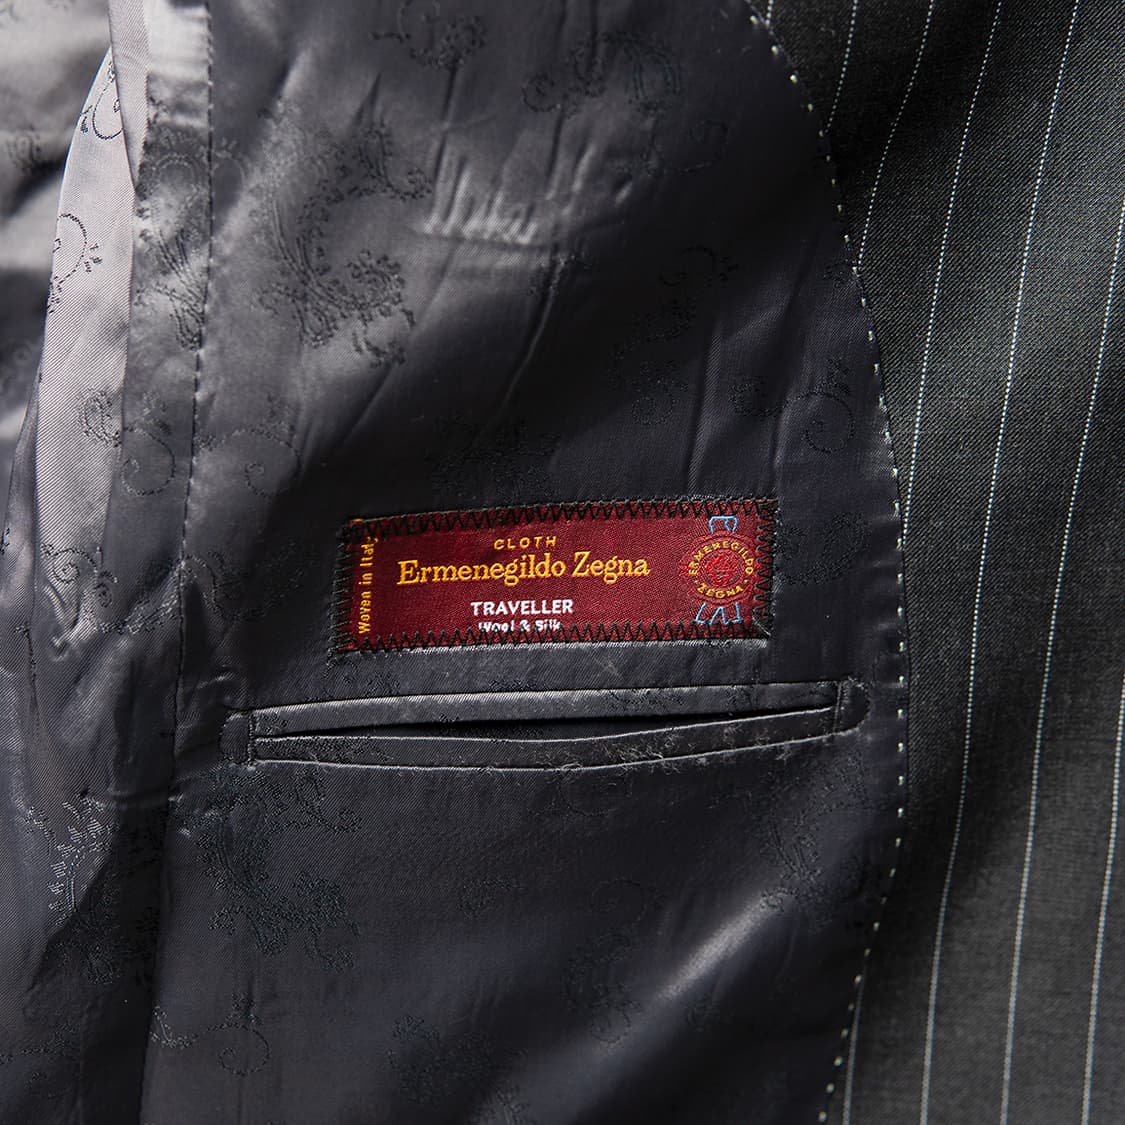 Woven in Italy
CLOTH
Ermenegildo Zegna
TRAVELLER
Wool & Silk
ERMENEGILDO
ZEGNA